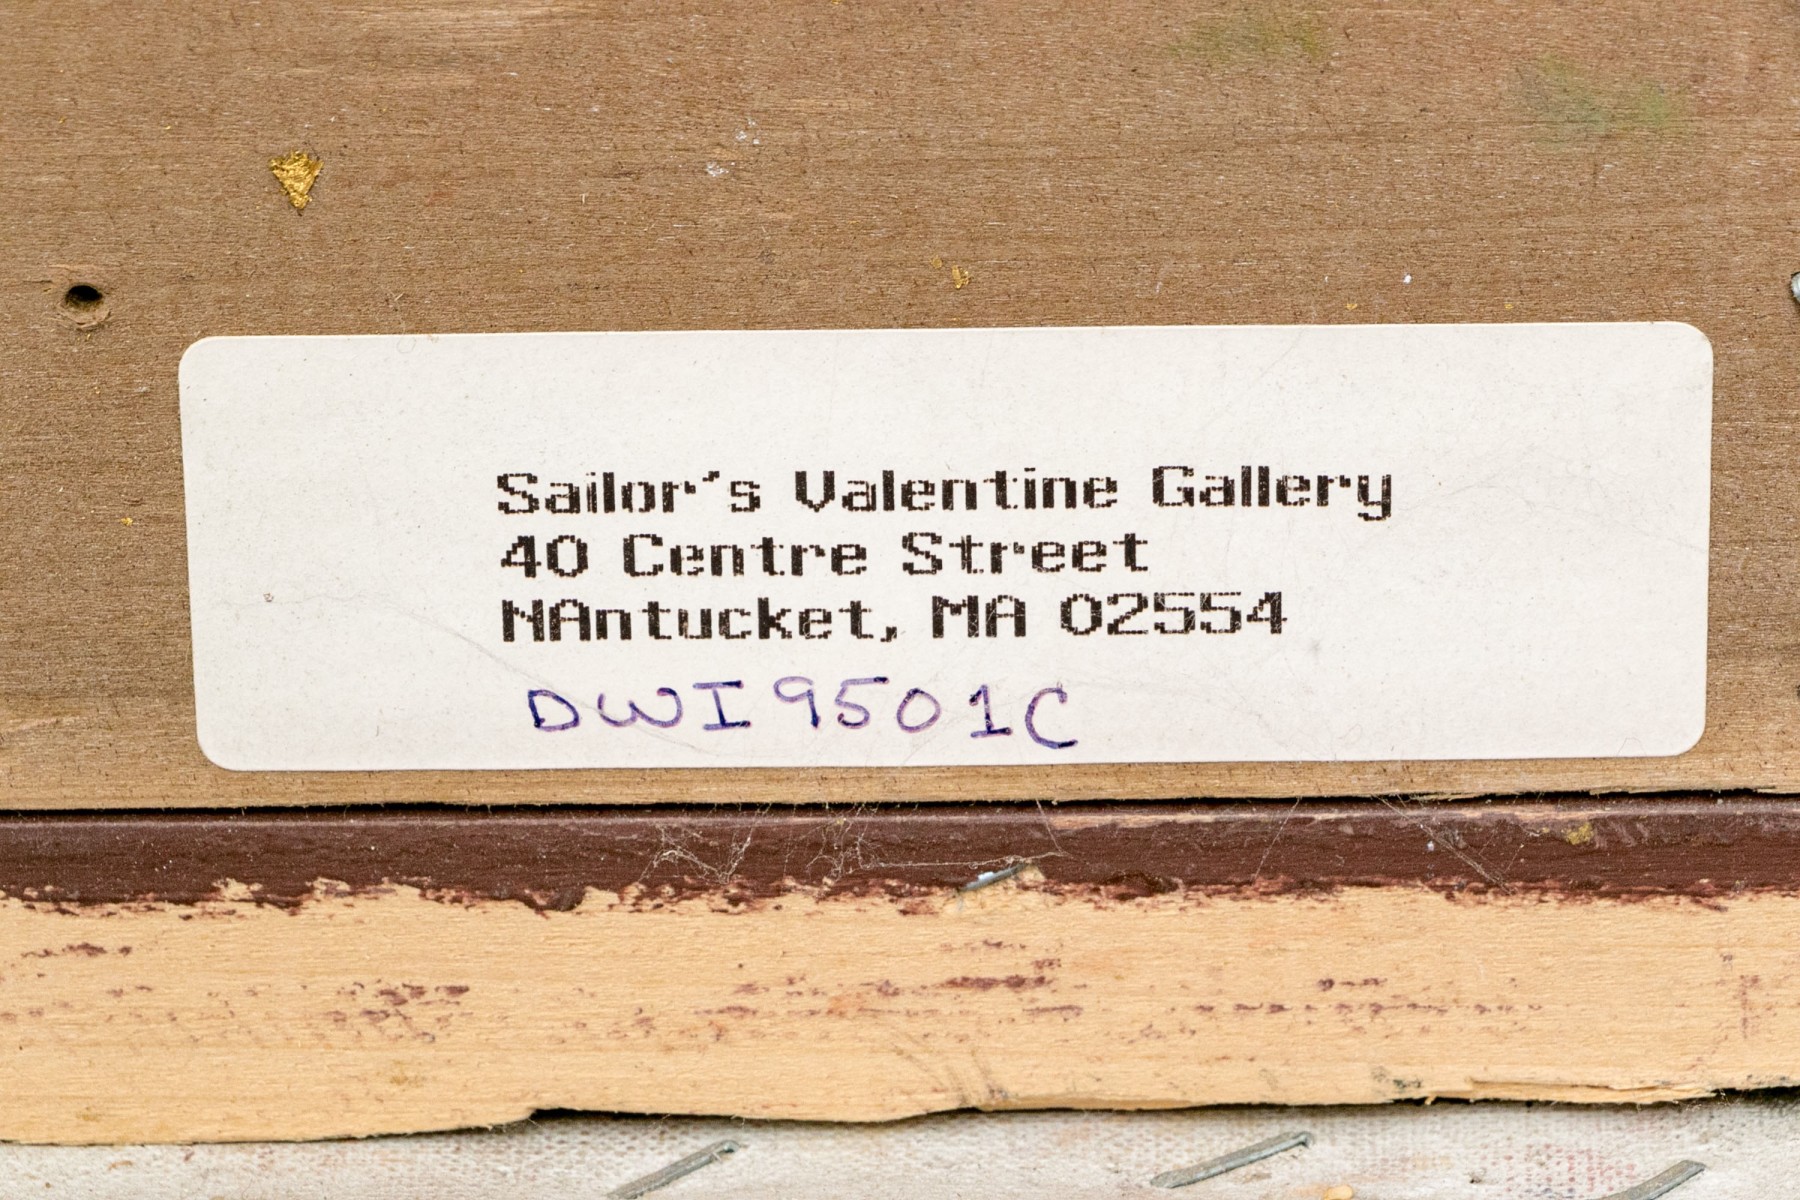 Sailor's Valentine Gallery
40 Centre Street
NAntucket, MA 02554
DWI9501C